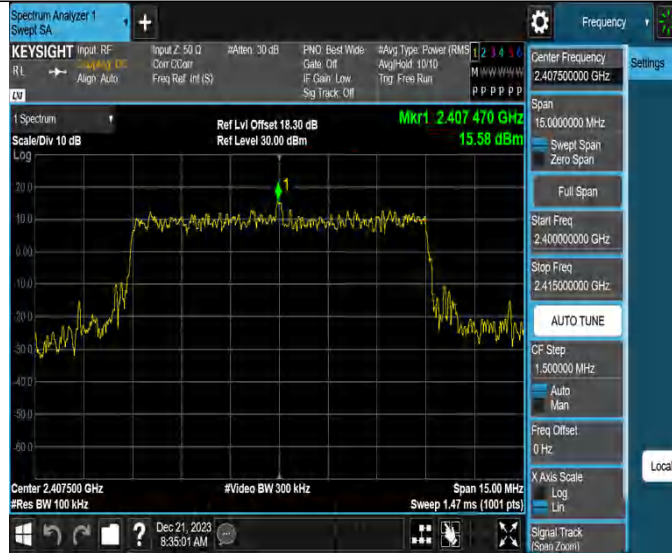 Spectrum Analyzer 1
Swept SA
+
Frequency
KEYSIGHT Input: RF
RL
Coupling: DC
Align: Auto
Input Z: 50 Ω
Corr CCorr
Freq Ref: Int (S)
#Atten: 30 dB
PNO: Best Wide
Gate: Off
IF Gain: Low
Sig Track: Off
#Avg Type: Power (RMS
Avg|Hold: 10/10
Trig: Free Run
1 2 3 4 5 6
M W W W W W
P P P P P P
LXI
1 Spectrum
Scale/Div 10 dB
Ref Lvl Offset 18.30 dB
Ref Level 30.00 dBm
Mkr1 2.407 470 GHz
15.58 dBm
Log
20.0
10.0
0.00
-10.0
-20.0
-30.0
-40.0
-50.0
-60.0
1
Center 2.407500 GHz
#Res BW 100 kHz
#Video BW 300 kHz
Span 15.00 MHz
Sweep 1.47 ms (1001 pts)
Dec 21, 2023
8:35:01 AM
?
Center Frequency
2.407500000 GHz
Settings
Span
15.0000000 MHz
Swept Span
Zero Span
Full Span
Start Freq
2.400000000 GHz
Stop Freq
2.415000000 GHz
AUTO TUNE
CF Step
1.500000 MHz
Auto
Man
Freq Offset
0 Hz
X Axis Scale
Log
Lin
Local
Signal Track
(Span Zoom)